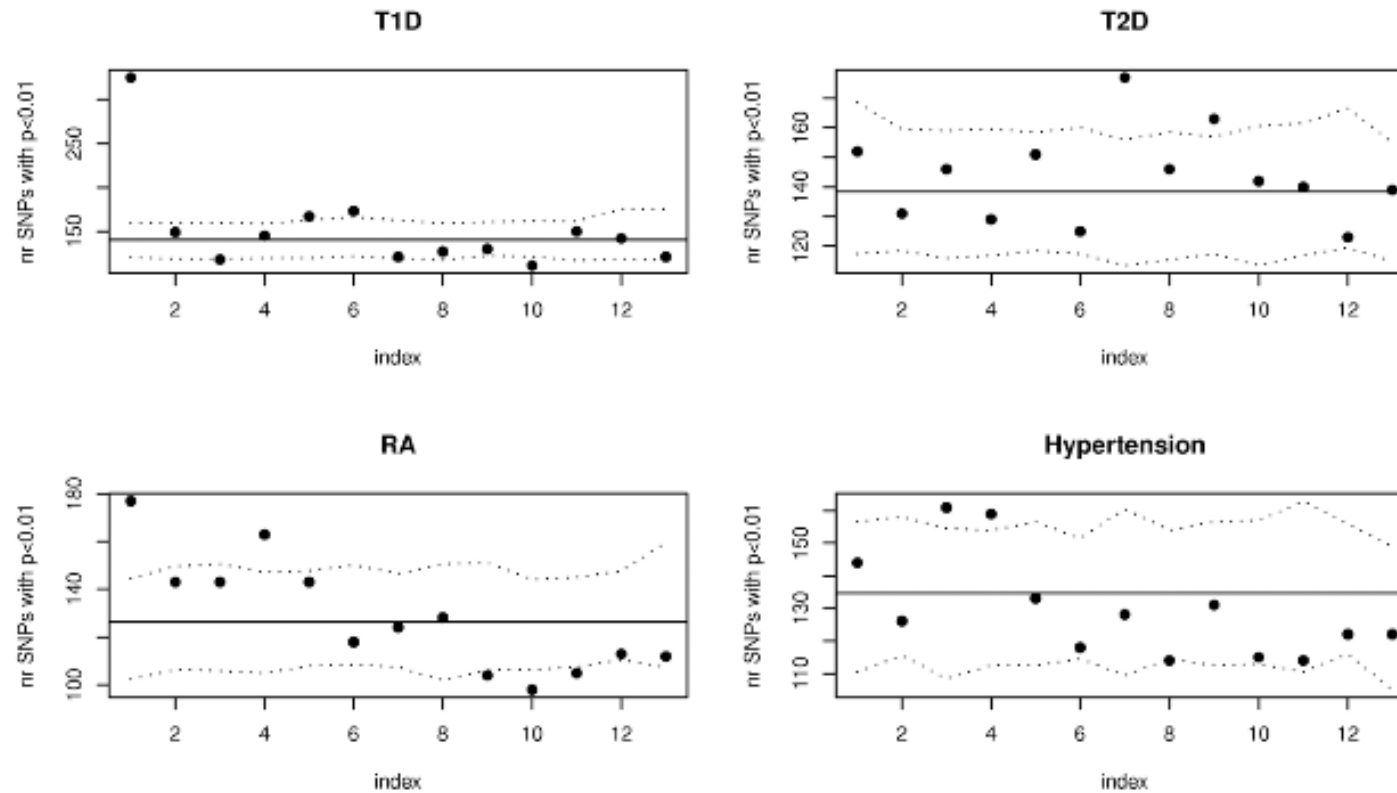 T1D
nr SNPs with p<0.01
150
250
2 4 6 8 10 12
index
T2D
nr SNPs with p<0.01
120
140
160
2 4 6 8 10 12
index
RA
nr SNPs with p<0.01
100
140
180
2 4 6 8 10 12
index
Hypertension
nr SNPs with p<0.01
110
130
150
2 4 6 8 10 12
index